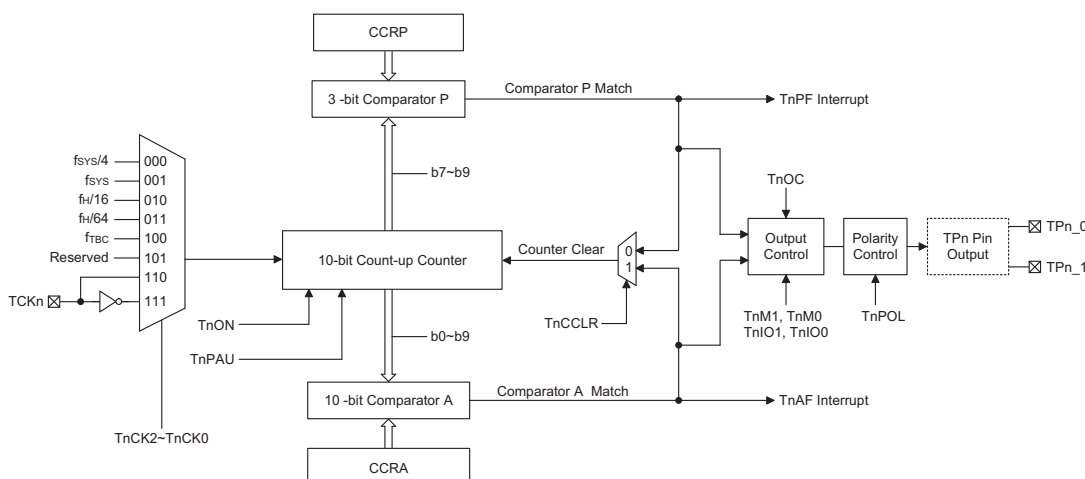 CCRP
3 -bit Comparator P
Comparator P Match
TnPF Interrupt
b7~b9
fSYS/4
000
fSYS
001
fH/16
010
fH/64
011
fTBC
100
Reserved
101
110
TCKn
111
10-bit Count-up Counter
Counter Clear
0
1
TnOC
Output
Control
Polarity
Control
TPn Pin
Output
TPn_0
TPn_1
TnON
TnPAU
b0~b9
TnCCLR
TnM1, TnM0
TnIO1, TnIO0
TnPOL
10 -bit Comparator A
Comparator A  Match
TnAF Interrupt
TnCK2~TnCK0
CCRA